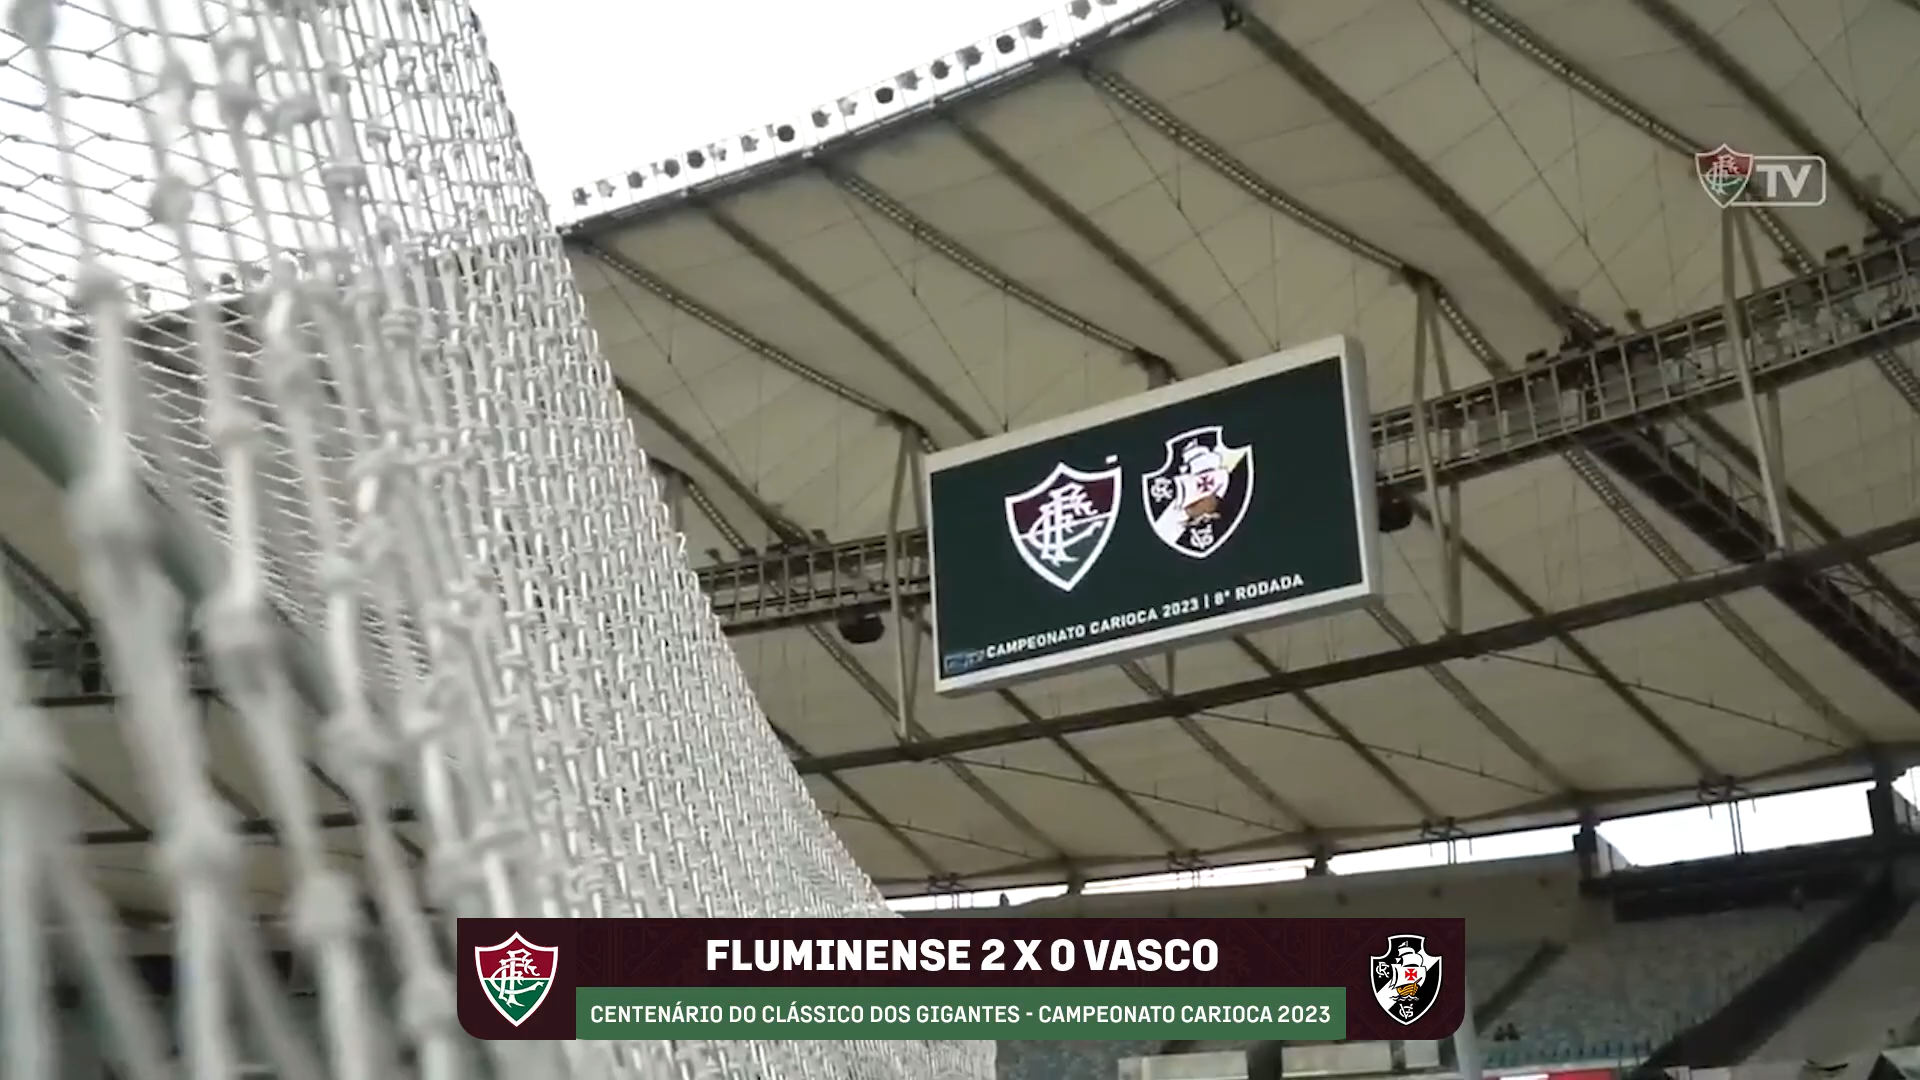 TV
CAMPEONATO CARIOCA 2023 | 8ª RODADA
FLUMINENSE 2 X 0 VASCO
CENTENÁRIO DO CLÁSSICO DOS GIGANTES - CAMPEONATO CARIOCA 2023